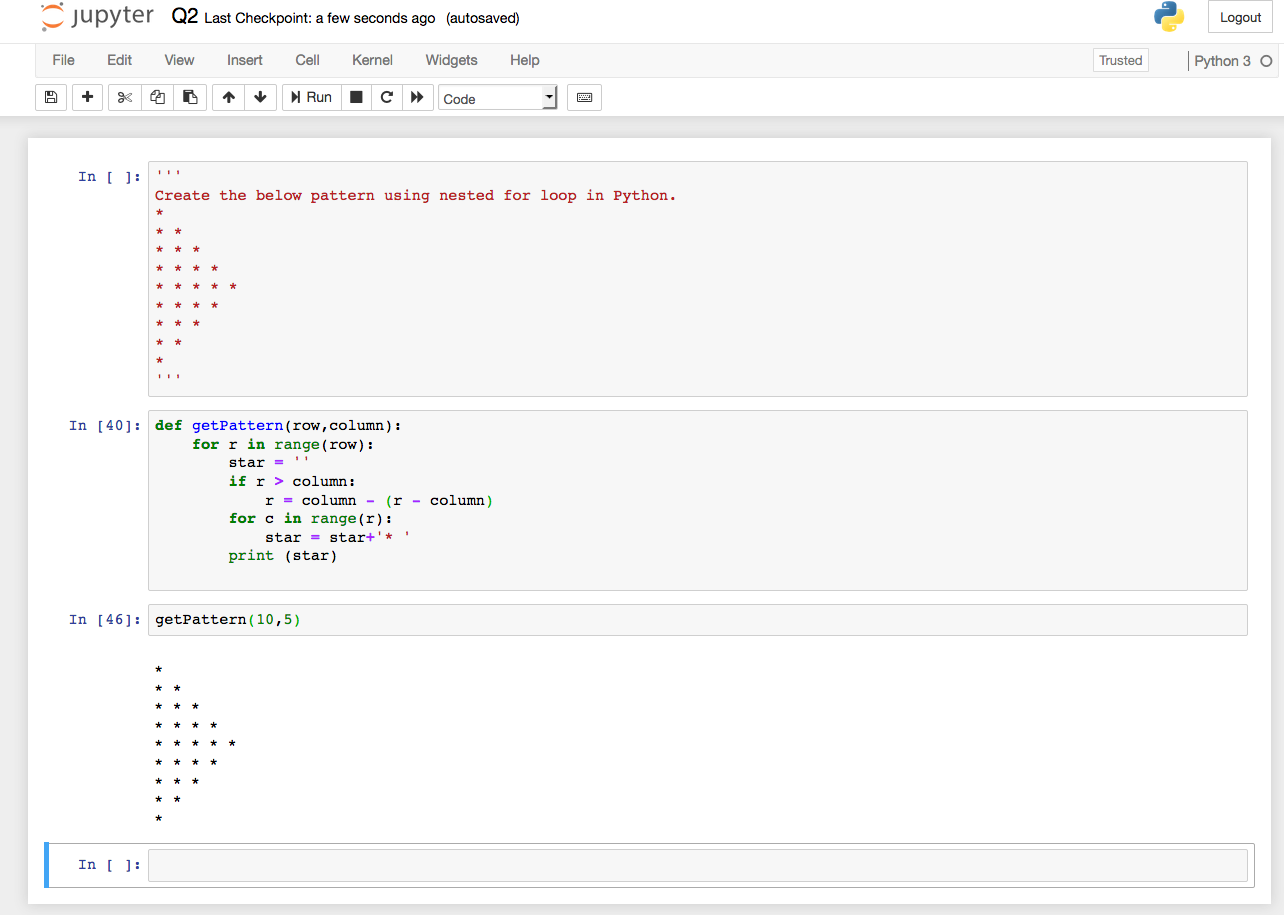 jupyter Q2 Last Checkpoint: a few seconds ago (autosaved)
Logout
File Edit View Insert Cell Kernel Widgets Help
Trusted
Python 3
Run
Code
In [ ]:
'''
Create the below pattern using nested for loop in Python.
*
* *
* * *
* * * *
* * * * *
* * * *
* * *
* *
*
'''
In [40]:
def getPattern(row,column):
    for r in range(row):
        star = ''
        if r > column:
            r = column - (r - column)
        for c in range(r):
            star = star+'* '
        print (star)
In [46]:
getPattern(10,5)
*
* *
* * *
* * * *
* * * * *
* * * *
* * *
* *
*
In [ ]: